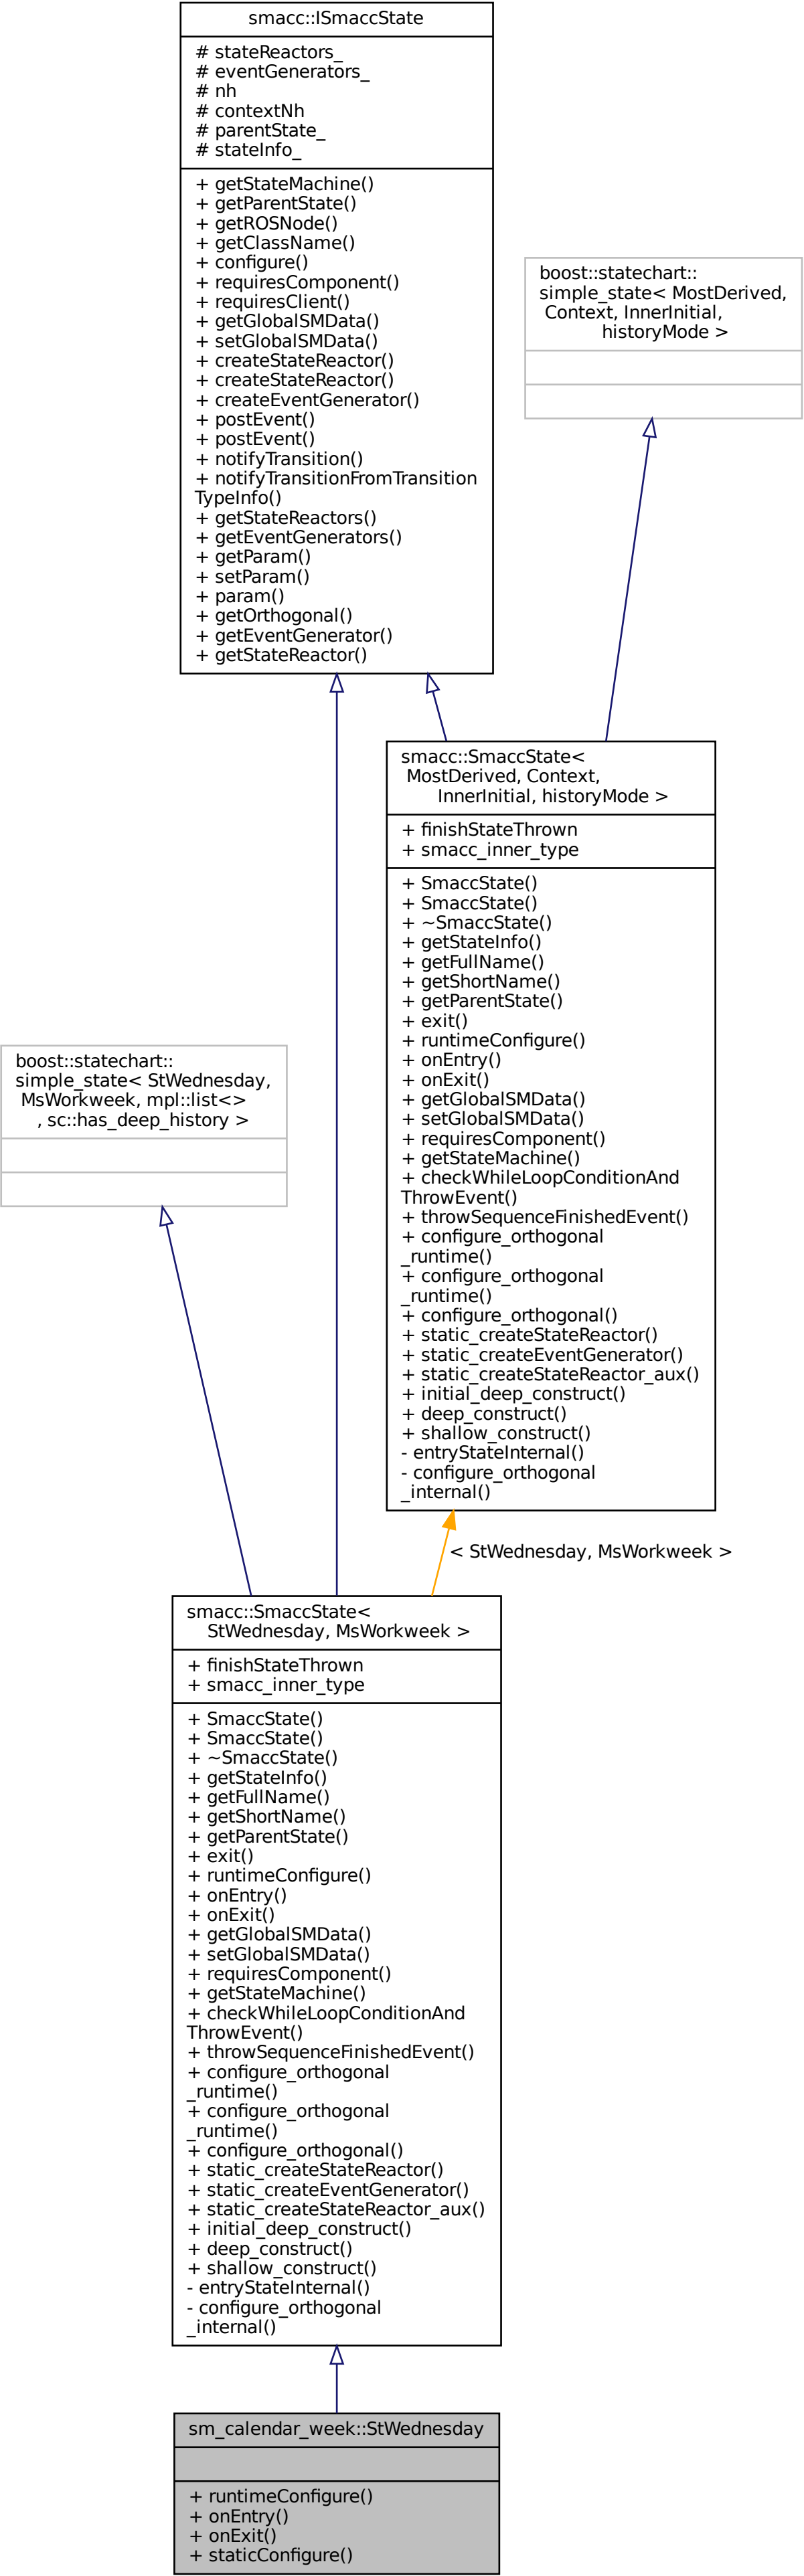 smacc::ISmaccState
# stateReactors_
# eventGenerators_
# nh
# contextNh
# parentState_
# stateInfo_
+ getStateMachine()
+ getParentState()
+ getROSNode()
+ getClassName()
+ configure()
+ requiresComponent()
+ requiresClient()
+ getGlobalSMData()
+ setGlobalSMData()
+ createStateReactor()
+ createStateReactor()
+ createEventGenerator()
+ postEvent()
+ postEvent()
+ notifyTransition()
+ notifyTransitionFromTransition
TypeInfo()
+ getStateReactors()
+ getEventGenerators()
+ getParam()
+ setParam()
+ param()
+ getOrthogonal()
+ getEventGenerator()
+ getStateReactor()
boost::statechart::
simple_state< MostDerived,
Context, InnerInitial,
historyMode >
smacc::SmaccState<
MostDerived, Context,
InnerInitial, historyMode >
+ finishStateThrown
+ smacc_inner_type
+ SmaccState()
+ SmaccState()
+ ~SmaccState()
+ getStateInfo()
+ getFullName()
+ getShortName()
+ getParentState()
+ exit()
+ runtimeConfigure()
+ onEntry()
+ onExit()
+ getGlobalSMData()
+ setGlobalSMData()
+ requiresComponent()
+ getStateMachine()
+ checkWhileLoopConditionAnd
ThrowEvent()
+ throwSequenceFinishedEvent()
+ configure_orthogonal
_runtime()
+ configure_orthogonal
_runtime()
+ configure_orthogonal()
+ static_createStateReactor()
+ static_createEventGenerator()
+ static_createStateReactor_aux()
+ initial_deep_construct()
+ deep_construct()
+ shallow_construct()
- entryStateInternal()
- configure_orthogonal
_internal()
boost::statechart::
simple_state< StWednesday,
MsWorkweek, mpl::list<>
, sc::has_deep_history >
< StWednesday, MsWorkweek >
smacc::SmaccState<
StWednesday, MsWorkweek >
+ finishStateThrown
+ smacc_inner_type
+ SmaccState()
+ SmaccState()
+ ~SmaccState()
+ getStateInfo()
+ getFullName()
+ getShortName()
+ getParentState()
+ exit()
+ runtimeConfigure()
+ onEntry()
+ onExit()
+ getGlobalSMData()
+ setGlobalSMData()
+ requiresComponent()
+ getStateMachine()
+ checkWhileLoopConditionAnd
ThrowEvent()
+ throwSequenceFinishedEvent()
+ configure_orthogonal
_runtime()
+ configure_orthogonal
_runtime()
+ configure_orthogonal()
+ static_createStateReactor()
+ static_createEventGenerator()
+ static_createStateReactor_aux()
+ initial_deep_construct()
+ deep_construct()
+ shallow_construct()
- entryStateInternal()
- configure_orthogonal
_internal()
sm_calendar_week::StWednesday
+ runtimeConfigure()
+ onEntry()
+ onExit()
+ staticConfigure()